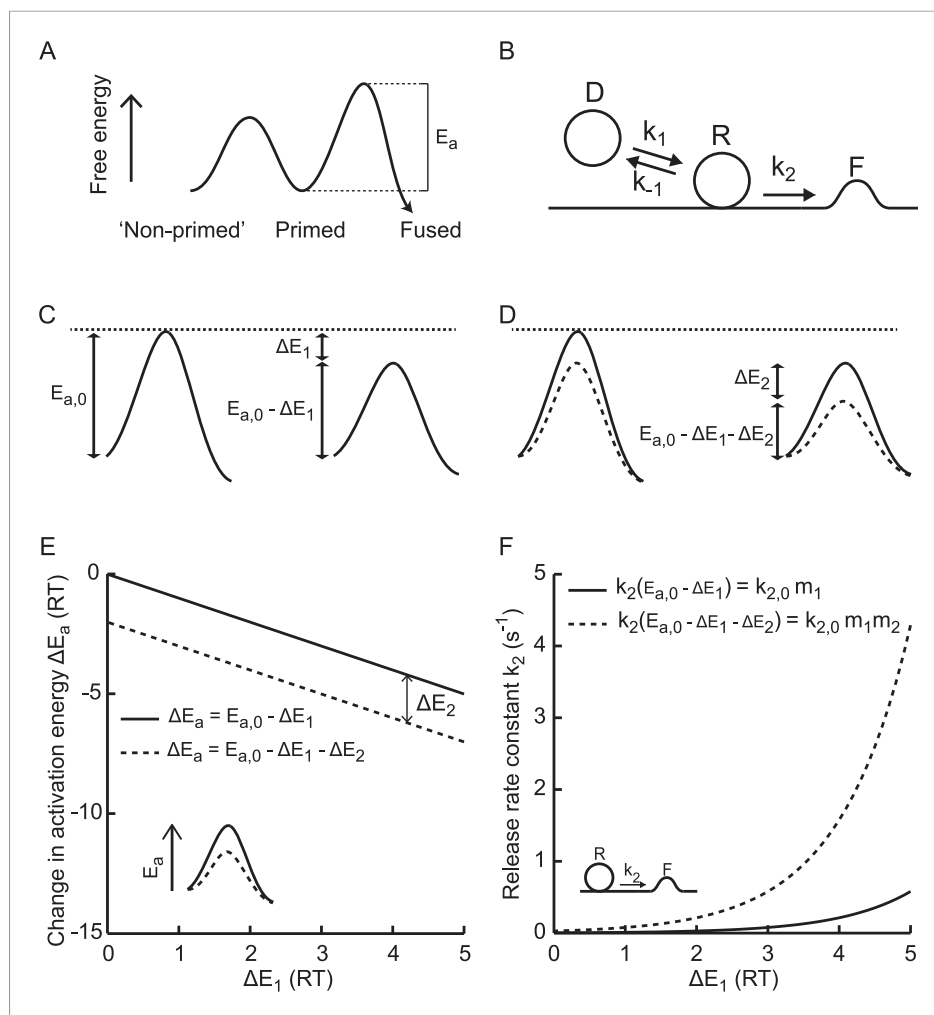 A
Free energy
E_a
'Non-primed' Primed Fused
B
D
k_1
k_-1
R
k_2
F
C
E_a,0
ΔE_1
E_a,0 - ΔE_1
D
ΔE_2
E_a,0 - ΔE_1 - ΔE_2
E
Change in activation energy ΔE_a (RT)
0
-5
-10
-15
ΔE_2
ΔE_a = E_a,0 - ΔE_1
ΔE_a = E_a,0 - ΔE_1 - ΔE_2
E_a
0 1 2 3 4 5
ΔE_1 (RT)
F
Release rate constant k_2 (s^-1)
5
4
3
2
1
0
k_2(E_a,0 - ΔE_1) = k_2,0 m_1
k_2(E_a,0 - ΔE_1 - ΔE_2) = k_2,0 m_1m_2
R
k_2
F
0 1 2 3 4 5
ΔE_1 (RT)